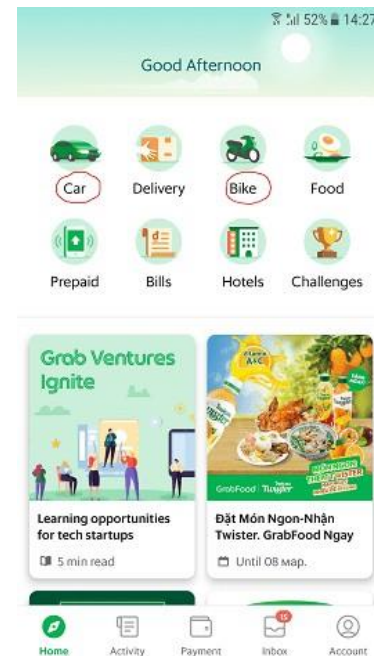 52% 14:27
Good Afternoon
Car Delivery Bike Food
Prepaid Bills Hotels Challenges
Grab Ventures
Ignite
Learning opportunities
for tech startups
5 min read
GrabFood Twister
Đặt Món Ngon-Nhận
Twister. GrabFood Ngay
Until 08 мар.
15
Home Activity Payment Inbox Account